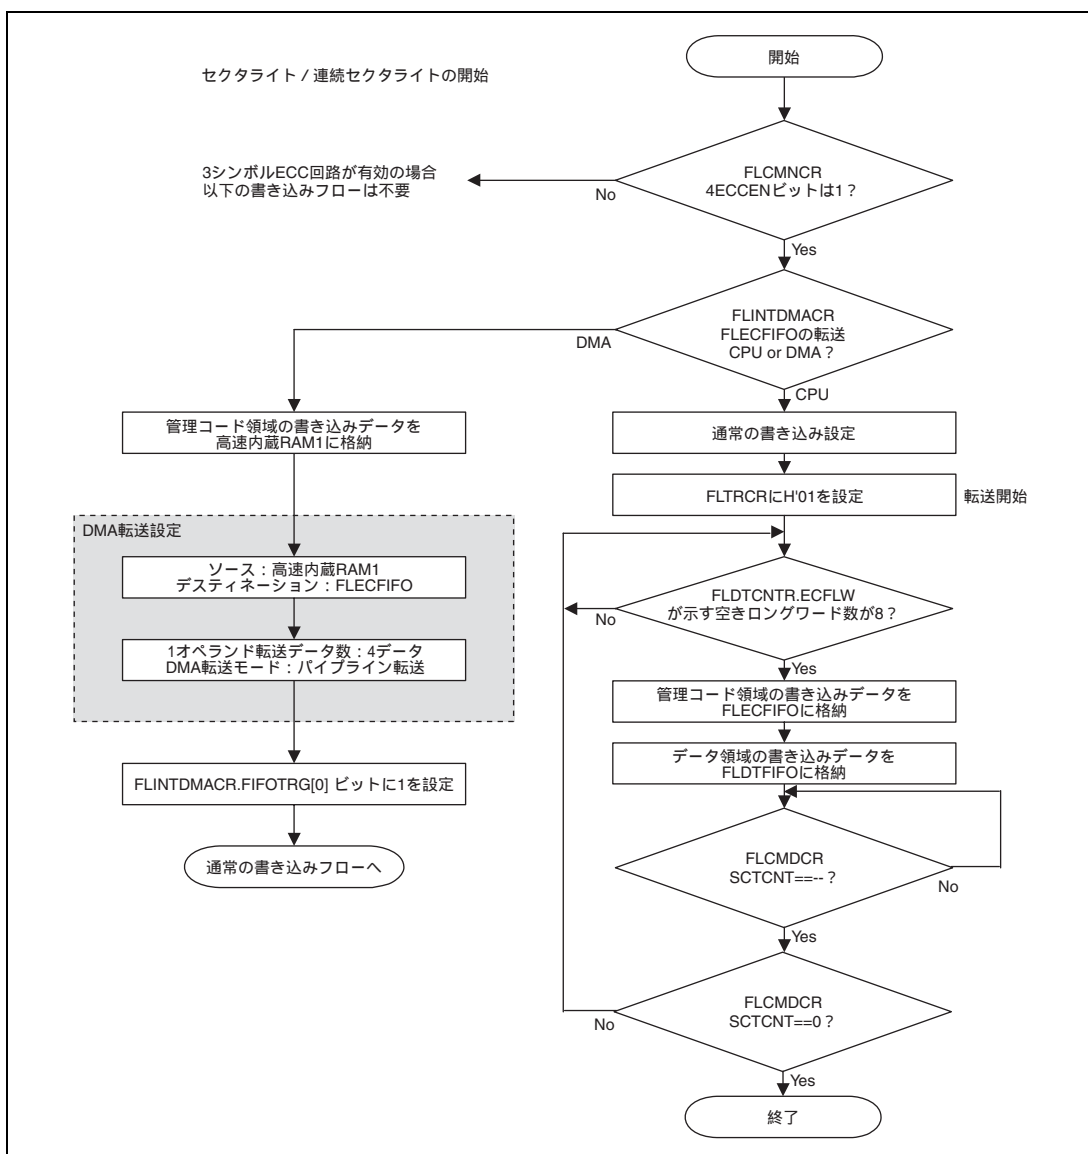 開始
セクタライト / 連続セクタライトの開始
FLCMNCR
4ECCENビットは1？
No
3シンボルECC回路が有効の場合
以下の書き込みフローは不要
Yes
FLINTDMACR
FLECFIFOの転送
CPU or DMA？
DMA
CPU
管理コード領域の書き込みデータを
高速内蔵RAM1に格納
DMA転送設定
ソース：高速内蔵RAM1
デスティネーション：FLECFIFO
1オペランド転送データ数：4データ
DMA転送モード：パイプライン転送
FLINTDMACR.FIFOTRG[0] ビットに1を設定
通常の書き込みフローへ
通常の書き込み設定
FLTRCRにH'01を設定
転送開始
FLDTCNTR.ECFLW
が示す空きロングワード数が8？
No
Yes
管理コード領域の書き込みデータを
FLECFIFOに格納
データ領域の書き込みデータを
FLDTFIFOに格納
FLCMDCR
SCTCNT==--？
No
Yes
FLCMDCR
SCTCNT==0？
No
Yes
終了